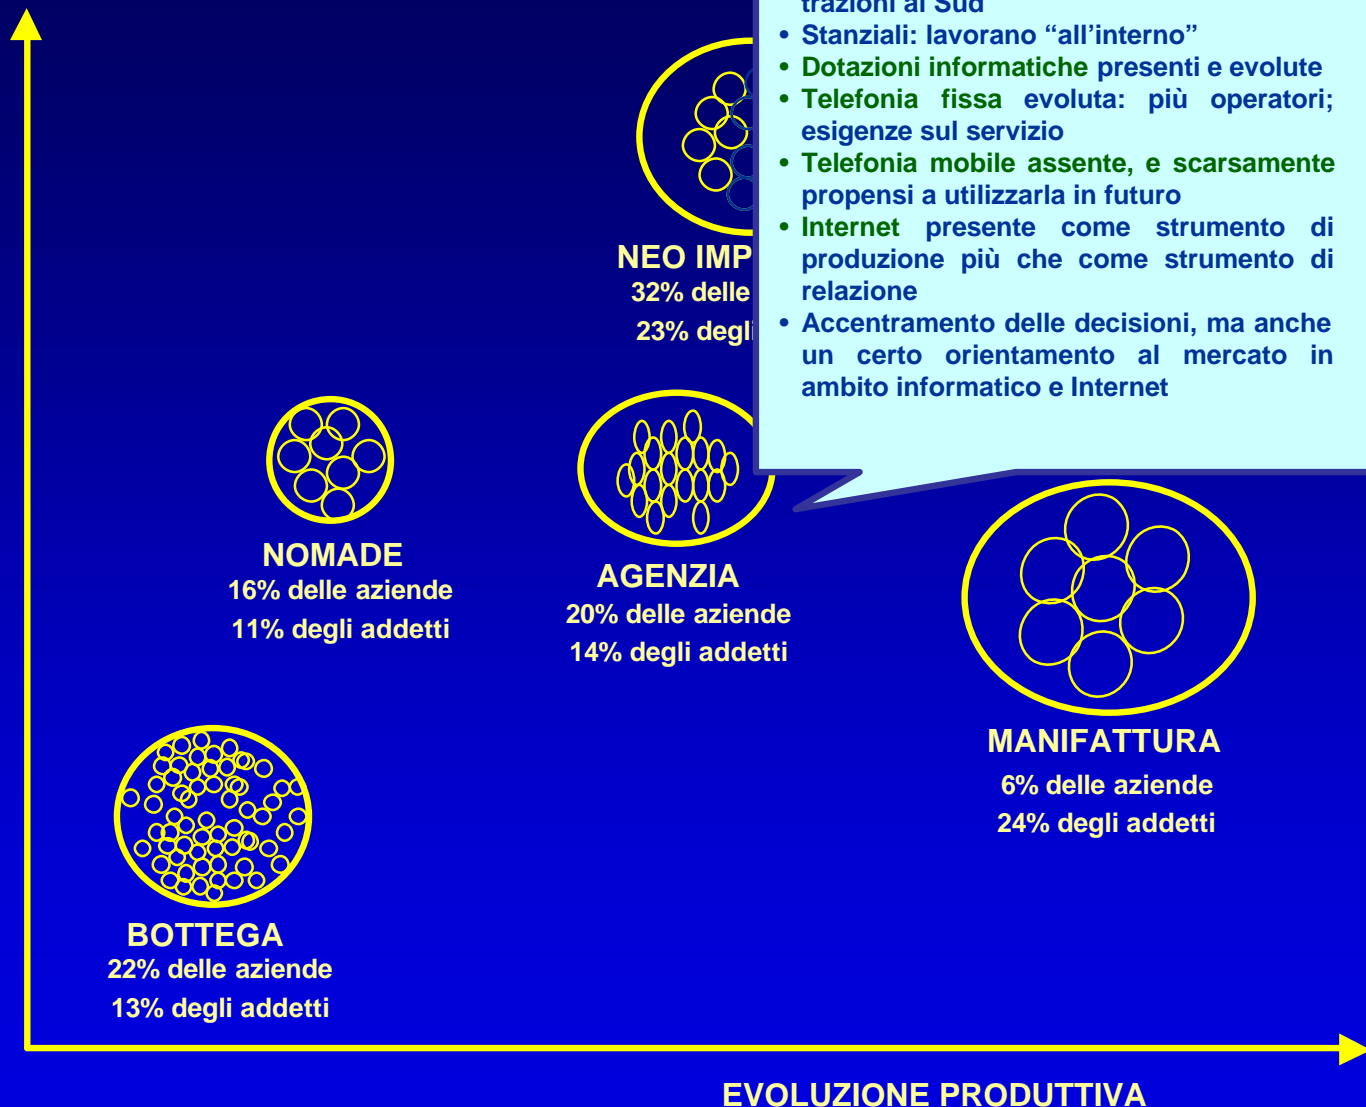 trazioni al Sud
• Stanziali: lavorano “all’interno”
• Dotazioni informatiche presenti e evolute
• Telefonia fissa evoluta: più operatori;
esigenze sul servizio
• Telefonia mobile assente, e scarsamente
propensi a utilizzarla in futuro
• Internet presente come strumento di
produzione più che come strumento di
relazione
• Accentramento delle decisioni, ma anche
un certo orientamento al mercato in
ambito informatico e Internet
NEO IMP
32% delle
23% degli
NOMADE
16% delle aziende
11% degli addetti
AGENZIA
20% delle aziende
14% degli addetti
MANIFATTURA
6% delle aziende
24% degli addetti
BOTTEGA
22% delle aziende
13% degli addetti
EVOLUZIONE PRODUTTIVA